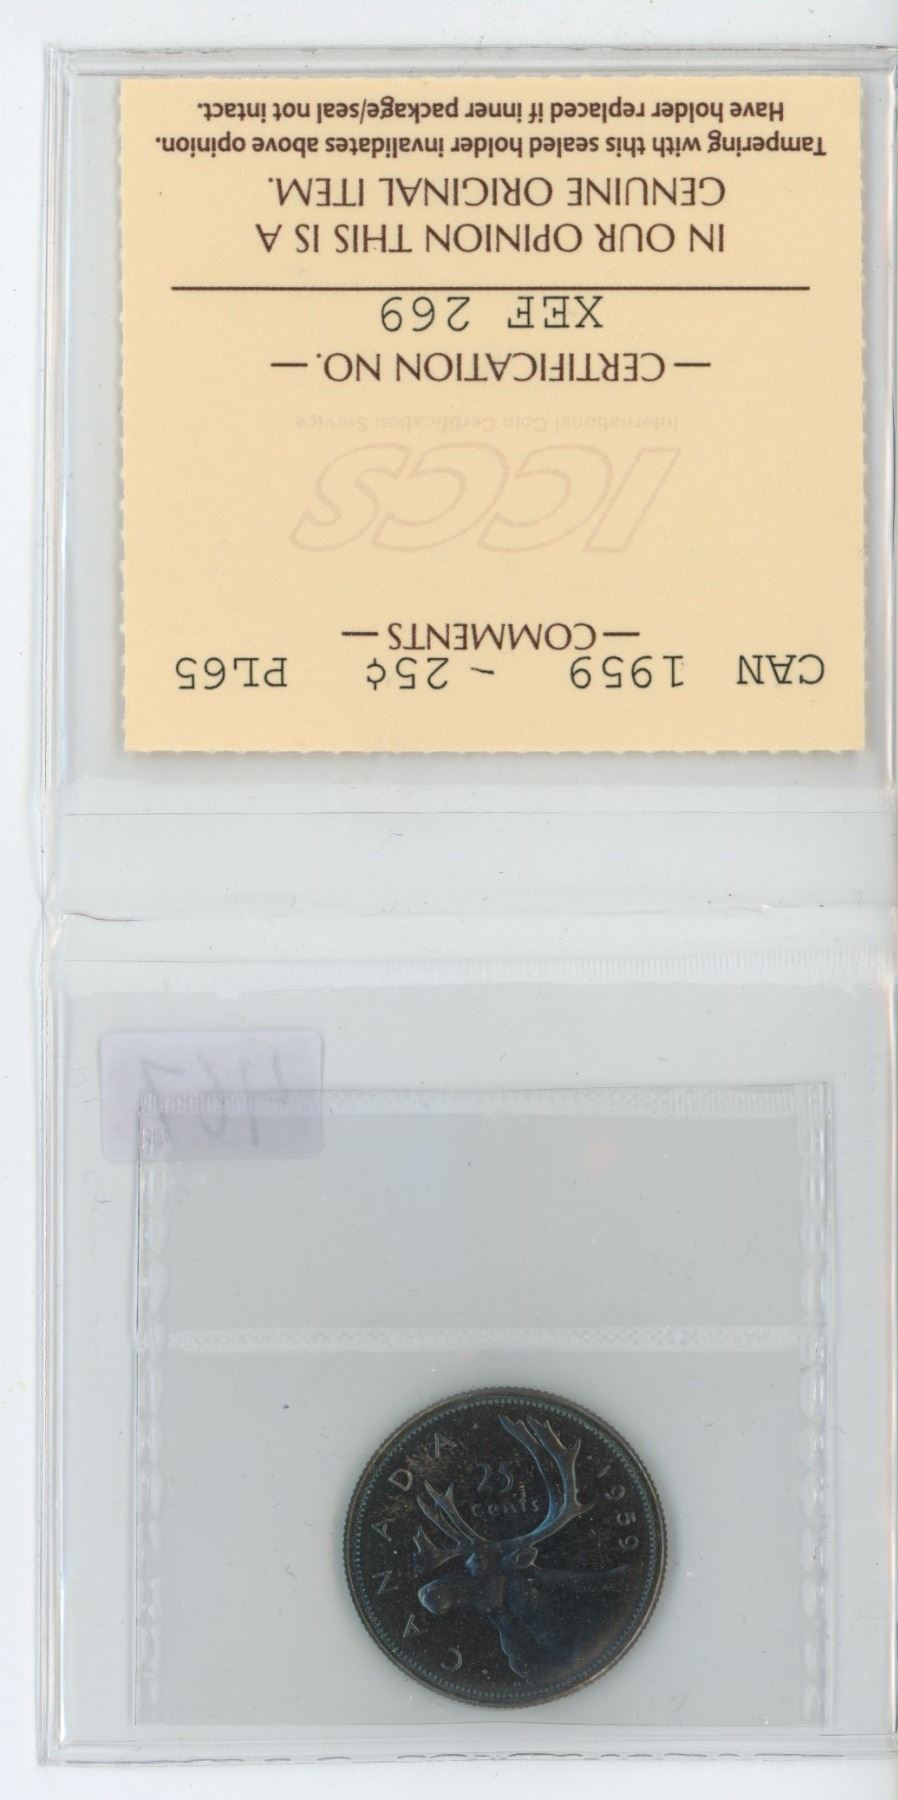 CAN 1959 - 25¢ PL65
— COMMENTS —
ICCS
International Coin Certification Service
— CERTIFICATION NO. —
XEF 269
IN OUR OPINION THIS IS A
GENUINE ORIGINAL ITEM.
Tampering with this sealed holder invalidates above opinion.
Have holder replaced if inner package/seal not intact.
467
CANADA
25
cents
1959